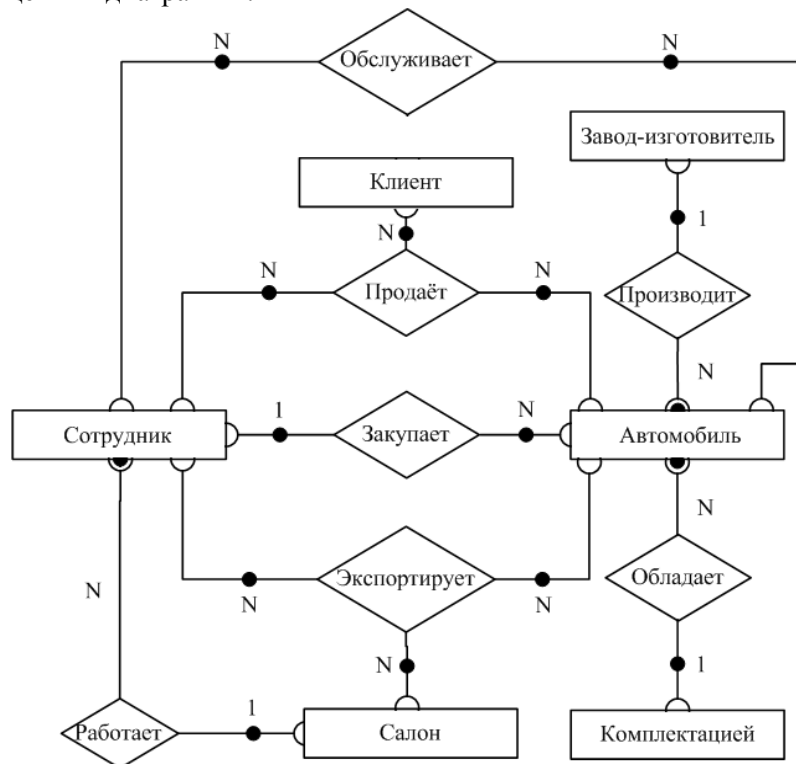 N
Обслуживает
N
Завод-изготовитель
Клиент
1
N
N
Продаёт
N
Производит
N
Сотрудник
1
Закупает
N
Автомобиль
N
N
Экспортирует
N
Обладает
N
N
1
Работает
1
Салон
Комплектацией